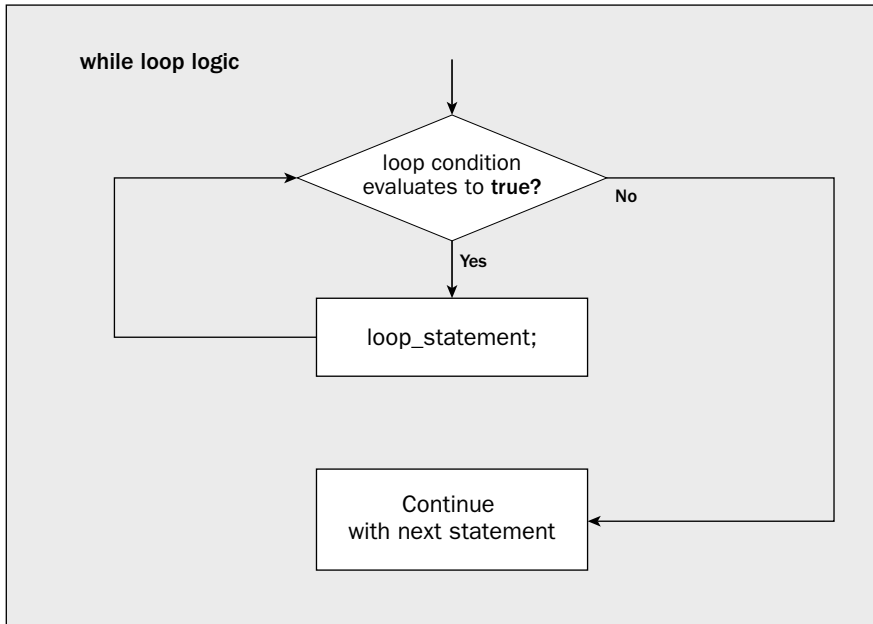 while loop logic
loop condition
evaluates to true?
No
Yes
loop_statement;
Continue
with next statement